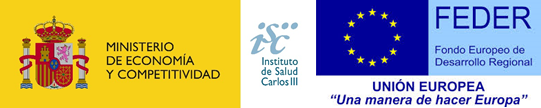 MINISTERIO
DE ECONOMÍA
Y COMPETITIVIDAD
isc
Instituto
de Salud
Carlos III
FEDER
Fondo Europeo de
Desarrollo Regional
UNIÓN EUROPEA
“Una manera de hacer Europa”